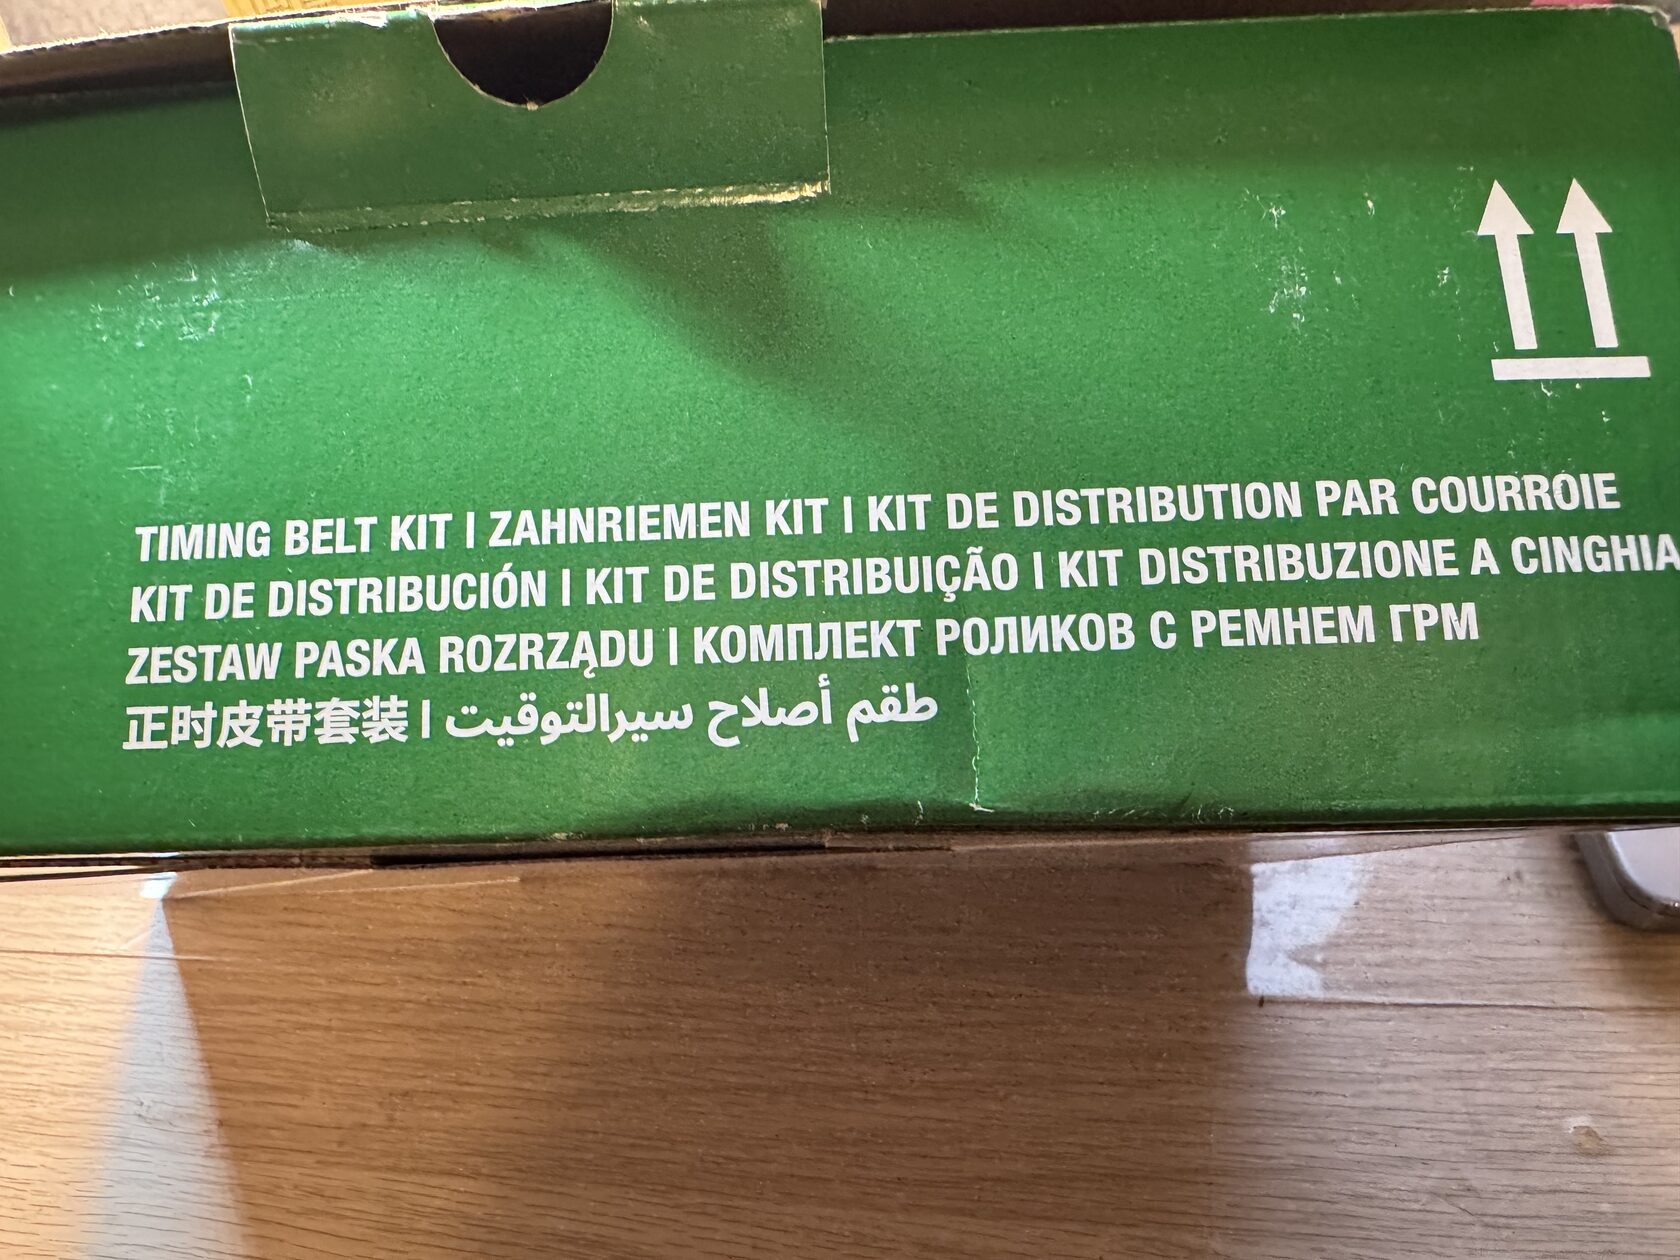 TIMING BELT KIT | ZAHNRIEMEN KIT | KIT DE DISTRIBUTION PAR COURROIE
KIT DE DISTRIBUCIÓN | KIT DE DISTRIBUIÇÃO | KIT DISTRIBUZIONE A CINGHIA
ZESTAW PASKA ROZRZĄDU | КОМПЛЕКТ РОЛИКОВ С РЕМНЕМ ГРМ
正时皮带套装 | طقم أصلاح سيرالتوقيت